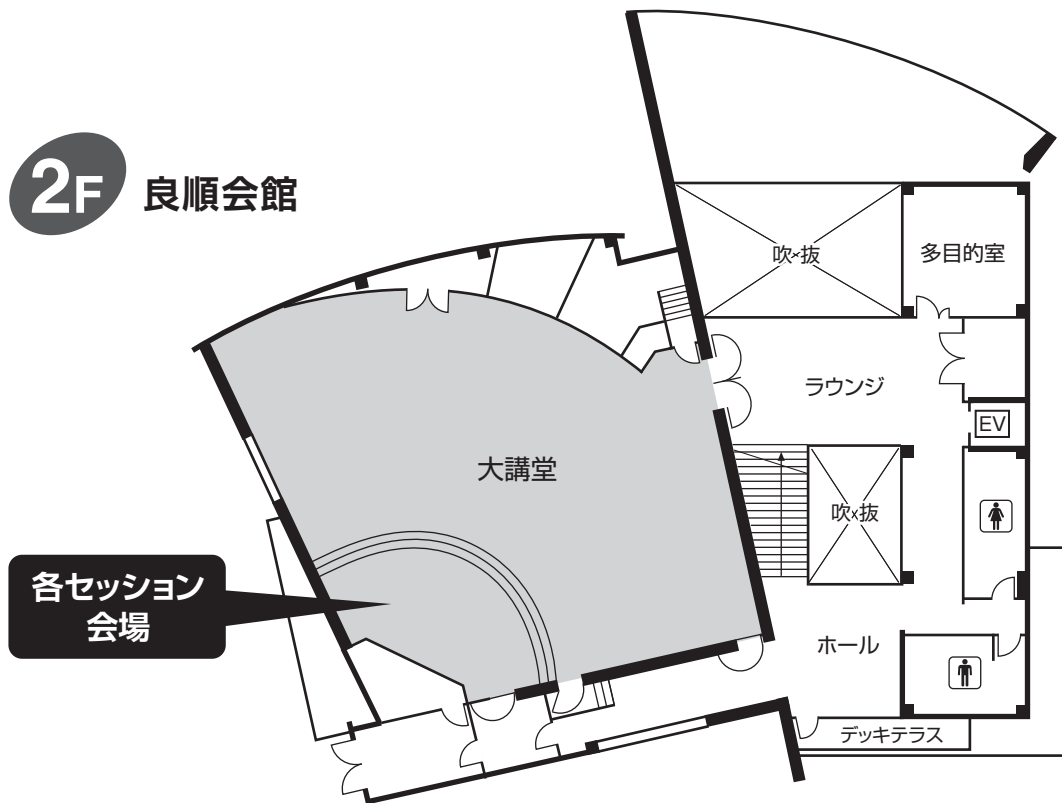 2F 良順会館
吹抜
多目的室
ラウンジ
EV
大講堂
吹抜
各セッション
会場
ホール
デッキテラス